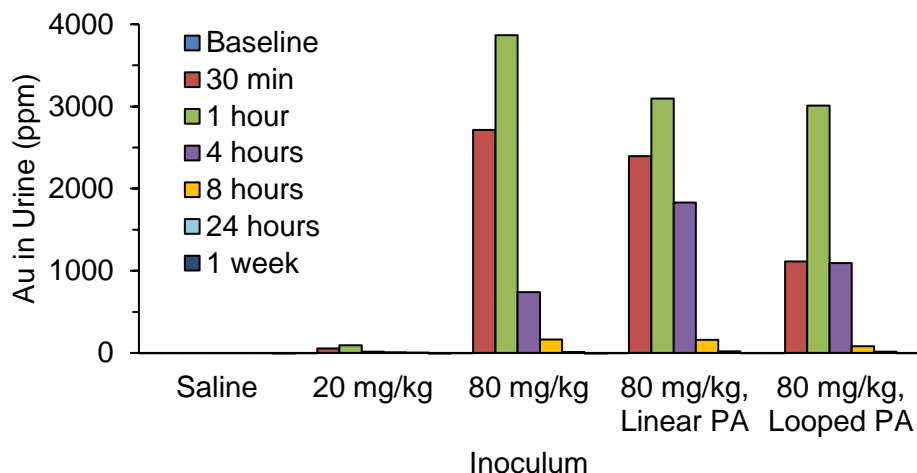 4000
3000
2000
1000
0
Au in Urine (ppm)
Baseline
30 min
1 hour
4 hours
8 hours
24 hours
1 week
Saline 20 mg/kg 80 mg/kg 80 mg/kg, 80 mg/kg,
Linear PA Looped PA
Inoculum